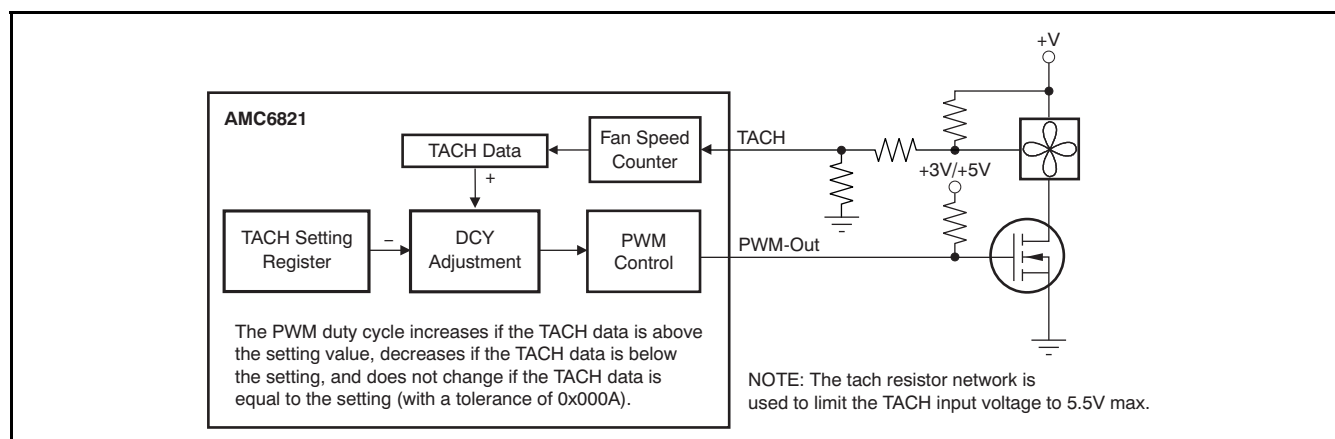 +V
AMC6821
TACH Data
Fan Speed
Counter
TACH
+3V/+5V
+
TACH Setting
Register
–
DCY
Adjustment
PWM
Control
PWM-Out
The PWM duty cycle increases if the TACH data is above
the setting value, decreases if the TACH data is below
the setting, and does not change if the TACH data is
equal to the setting (with a tolerance of 0x000A).
NOTE: The tach resistor network is
used to limit the TACH input voltage to 5.5V max.